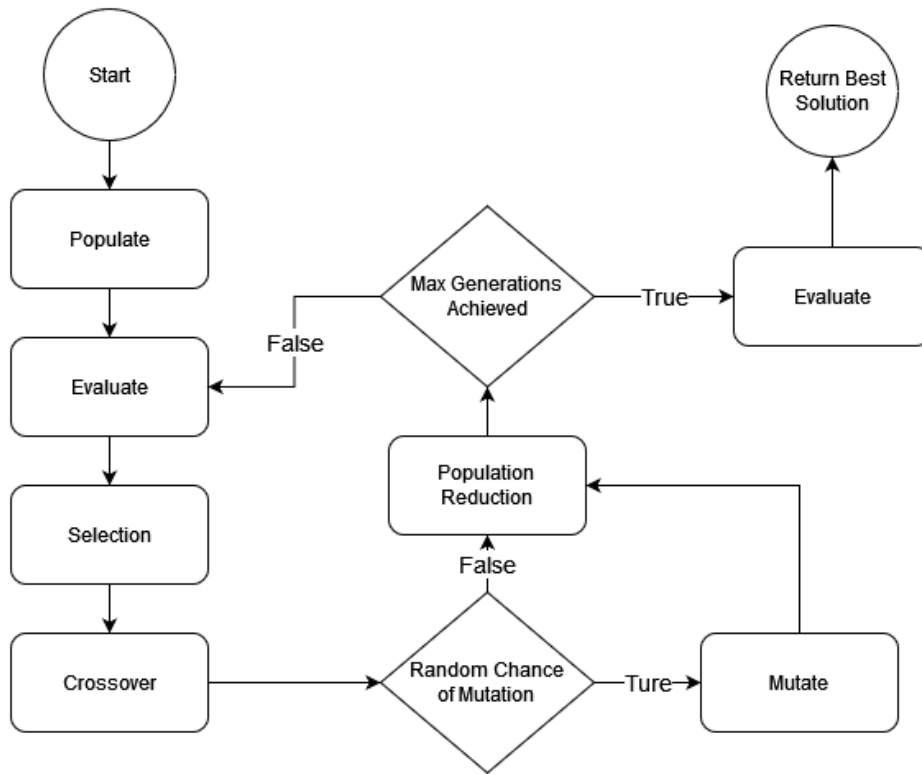 Start
Populate
Evaluate
Selection
Crossover
Random Chance
of Mutation
Ture
Mutate
False
Population
Reduction
Max Generations
Achieved
False
True
Evaluate
Return Best
Solution